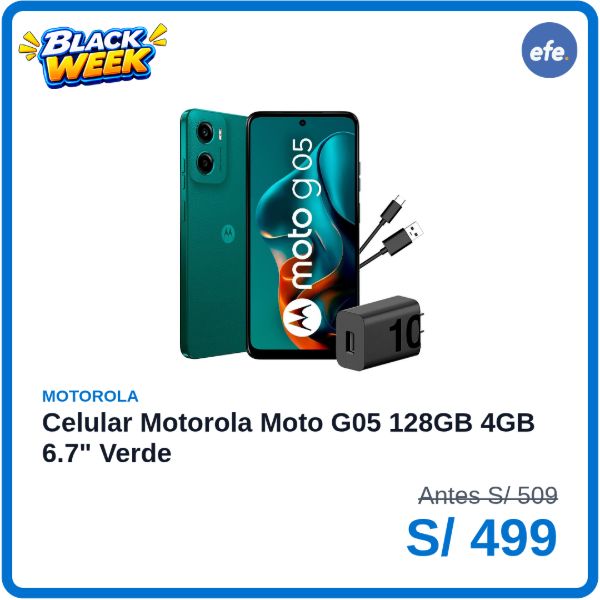 BLACK
WEEK
efe.
moto g05
10
MOTOROLA
Celular Motorola Moto G05 128GB 4GB
6.7" Verde
Antes S/ 509
S/ 499